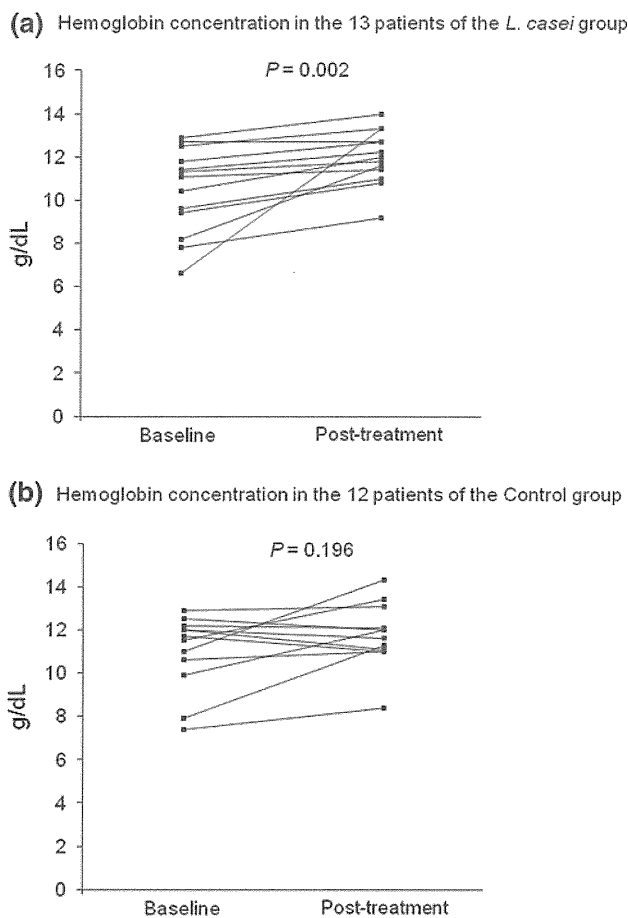 (a) Hemoglobin concentration in the 13 patients of the L. casei group
P = 0.002
16
14
12
10
8
6
4
2
0
g/dL
Baseline Post-treatment
(b) Hemoglobin concentration in the 12 patients of the Control group
P = 0.196
16
14
12
10
8
6
4
2
0
g/dL
Baseline Post-treatment